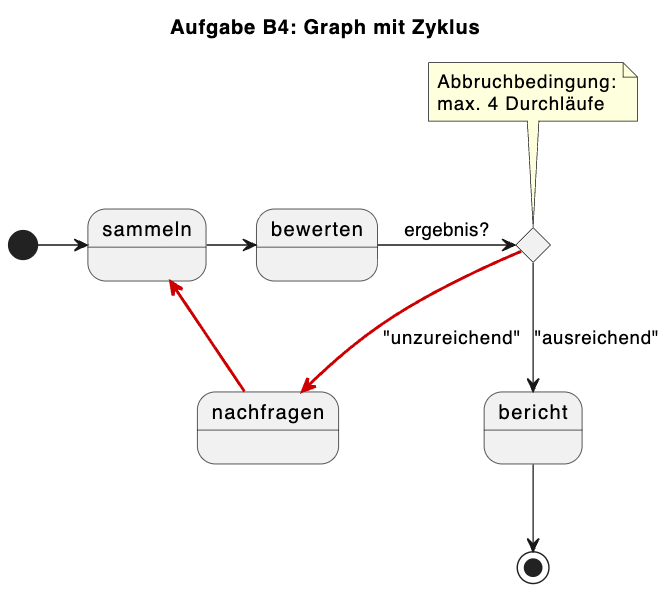 Aufgabe B4: Graph mit Zyklus
Abbruchbedingung:
max. 4 Durchläufe
sammeln
bewerten
ergebnis?
"unzureichend"
"ausreichend"
nachfragen
bericht